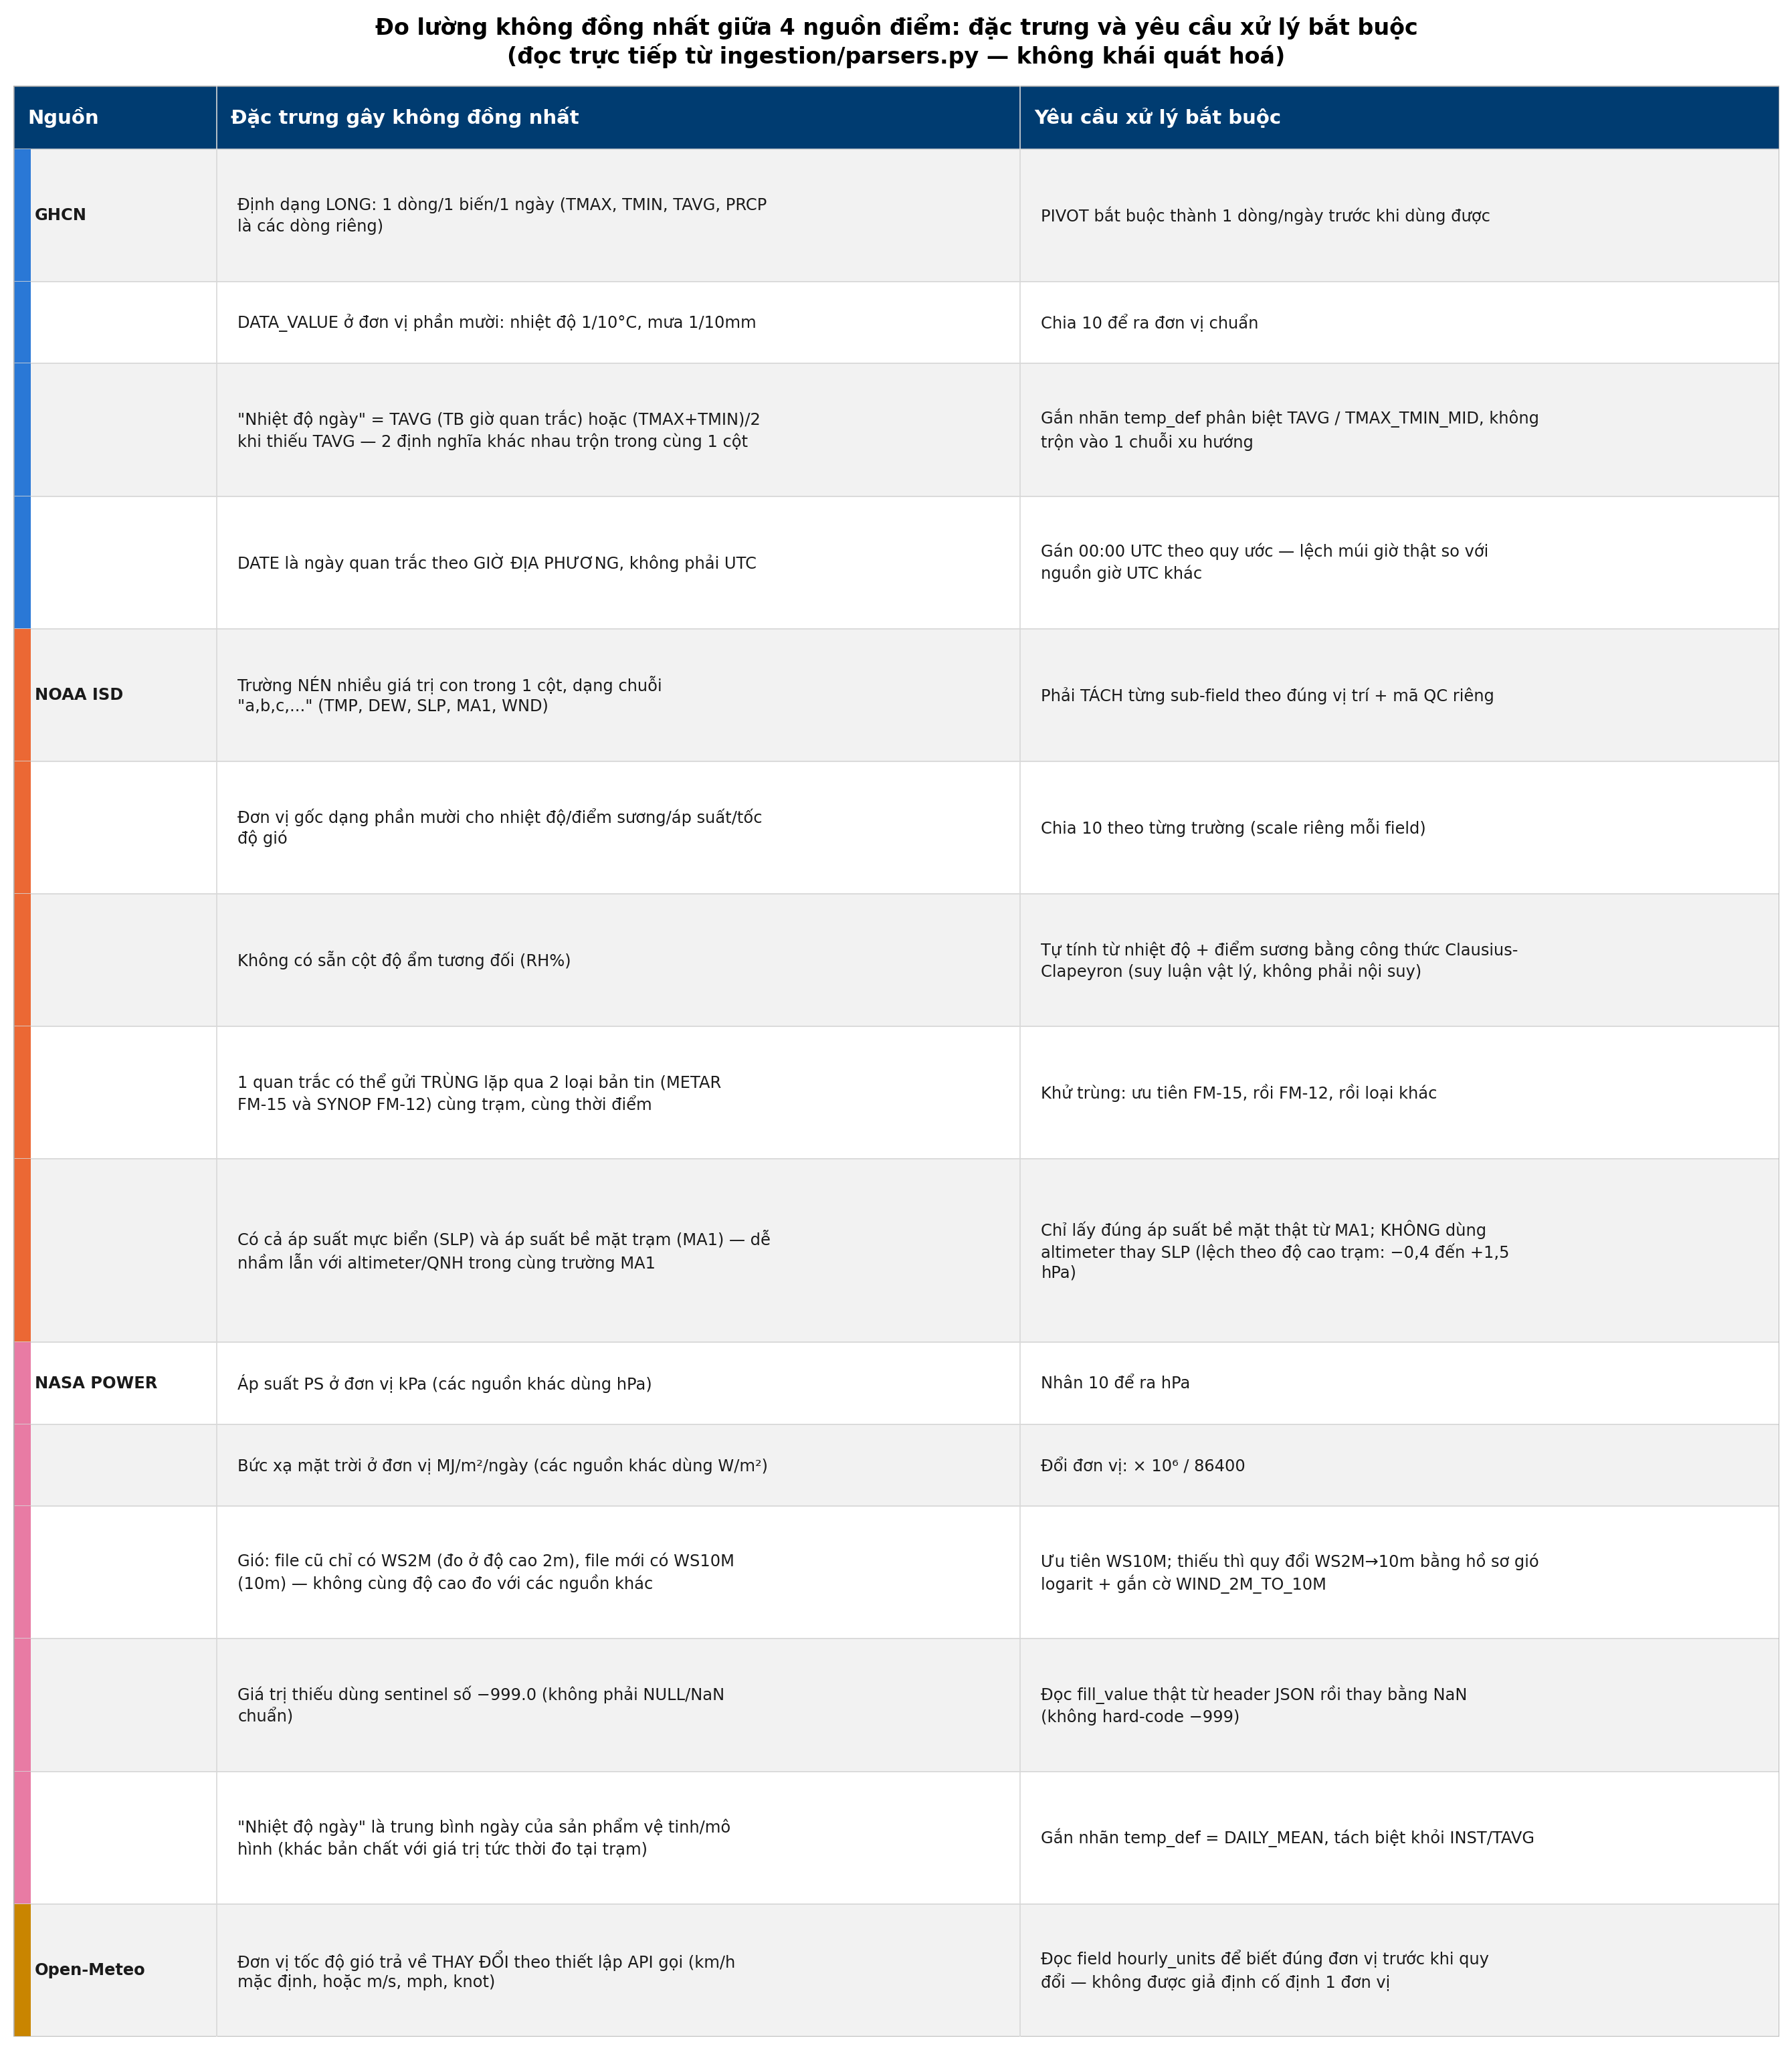 Đo lường không đồng nhất giữa 4 nguồn điểm: đặc trưng và yêu cầu xử lý bắt buộc
(đọc trực tiếp từ ingestion/parsers.py — không khái quát hoá)
Nguồn
Đặc trưng gây không đồng nhất
Yêu cầu xử lý bắt buộc
GHCN
Định dạng LONG: 1 dòng/1 biến/1 ngày (TMAX, TMIN, TAVG, PRCP
là các dòng riêng)
PIVOT bắt buộc thành 1 dòng/ngày trước khi dùng được
DATA_VALUE ở đơn vị phần mười: nhiệt độ 1/10°C, mưa 1/10mm
Chia 10 để ra đơn vị chuẩn
"Nhiệt độ ngày" = TAVG (TB giờ quan trắc) hoặc (TMAX+TMIN)/2
khi thiếu TAVG — 2 định nghĩa khác nhau trộn trong cùng 1 cột
Gắn nhãn temp_def phân biệt TAVG / TMAX_TMIN_MID, không
trộn vào 1 chuỗi xu hướng
DATE là ngày quan trắc theo GIỜ ĐỊA PHƯƠNG, không phải UTC
Gán 00:00 UTC theo quy ước — lệch múi giờ thật so với
nguồn giờ UTC khác
NOAA ISD
Trường NÉN nhiều giá trị con trong 1 cột, dạng chuỗi
"a,b,c,..." (TMP, DEW, SLP, MA1, WND)
Phải TÁCH từng sub-field theo đúng vị trí + mã QC riêng
Đơn vị gốc dạng phần mười cho nhiệt độ/điểm sương/áp suất/tốc
độ gió
Chia 10 theo từng trường (scale riêng mỗi field)
Không có sẵn cột độ ẩm tương đối (RH%)
Tự tính từ nhiệt độ + điểm sương bằng công thức Clausius-
Clapeyron (suy luận vật lý, không phải nội suy)
1 quan trắc có thể gửi TRÙNG lặp qua 2 loại bản tin (METAR
FM-15 và SYNOP FM-12) cùng trạm, cùng thời điểm
Khử trùng: ưu tiên FM-15, rồi FM-12, rồi loại khác
Có cả áp suất mực biển (SLP) và áp suất bề mặt trạm (MA1) — dễ
nhầm lẫn với altimeter/QNH trong cùng trường MA1
Chỉ lấy đúng áp suất bề mặt thật từ MA1; KHÔNG dùng
altimeter thay SLP (lệch theo độ cao trạm: −0,4 đến +1,5
hPa)
NASA POWER
Áp suất PS ở đơn vị kPa (các nguồn khác dùng hPa)
Nhân 10 để ra hPa
Bức xạ mặt trời ở đơn vị MJ/m²/ngày (các nguồn khác dùng W/m²)
Đổi đơn vị: × 10⁶ / 86400
Gió: file cũ chỉ có WS2M (đo ở độ cao 2m), file mới có WS10M
(10m) — không cùng độ cao đo với các nguồn khác
Ưu tiên WS10M; thiếu thì quy đổi WS2M→10m bằng hồ sơ gió
logarit + gắn cờ WIND_2M_TO_10M
Giá trị thiếu dùng sentinel số −999.0 (không phải NULL/NaN
chuẩn)
Đọc fill_value thật từ header JSON rồi thay bằng NaN
(không hard-code −999)
"Nhiệt độ ngày" là trung bình ngày của sản phẩm vệ tinh/mô
hình (khác bản chất với giá trị tức thời đo tại trạm)
Gắn nhãn temp_def = DAILY_MEAN, tách biệt khỏi INST/TAVG
Open-Meteo
Đơn vị tốc độ gió trả về THAY ĐỔI theo thiết lập API gọi (km/h
mặc định, hoặc m/s, mph, knot)
Đọc field hourly_units để biết đúng đơn vị trước khi quy
đổi — không được giả định cố định 1 đơn vị